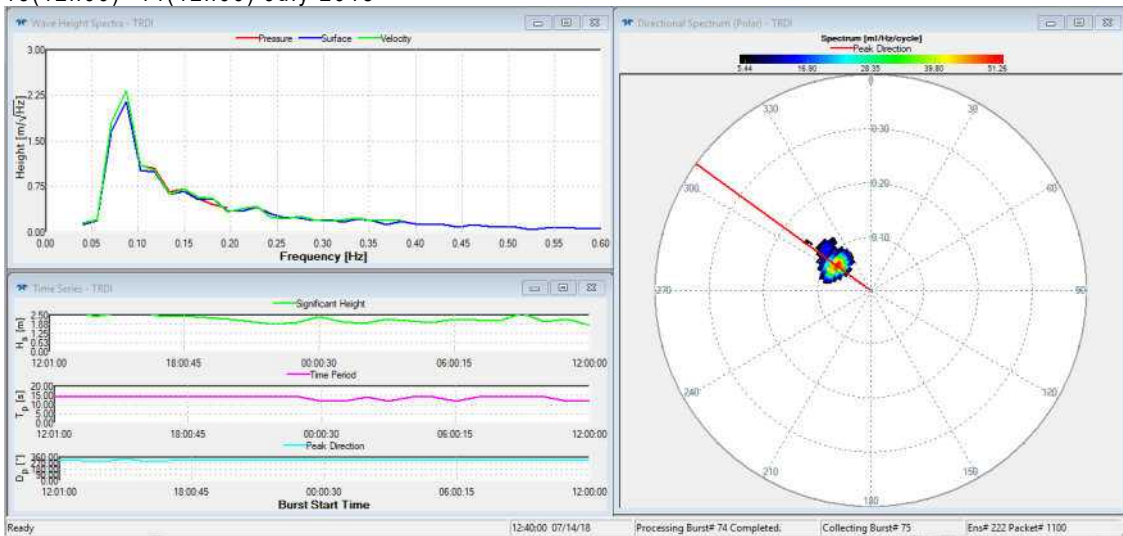 Wave Height Spectra - TRDI
Pressure Surface Velocity
3.00
2.25
1.50
0.75
0.00
Height [m/√Hz]
0.00 0.05 0.10 0.15 0.20 0.25 0.30 0.35 0.40 0.45 0.50 0.55 0.60
Frequency [Hz]
Time Series - TRDI
Significant Height
2.50
1.88
1.25
0.63
0.00
Hs [m]
12:01:00 18:00:45 00:00:30 06:00:15 12:00:00
Time Period
20.00
15.00
10.00
5.00
0.00
Tp [s]
12:01:00 18:00:45 00:00:30 06:00:15 12:00:00
Peak Direction
360.00
270.00
180.00
90.00
0.00
Dp [°]
12:01:00 18:00:45 00:00:30 06:00:15 12:00:00
Burst Start Time
Directional Spectrum (Polar) - TRDI
Spectrum [m²/Hz/cycle]
Peak Direction
5.44 16.90 28.35 39.80 51.25
0
30
60
90
120
150
180
210
240
270
300
330
0.30
0.20
0.10
Ready 12:40:00 07/14/18 Processing Burst# 74 Completed. Collecting Burst# 75 Ens# 222 Packet# 1100